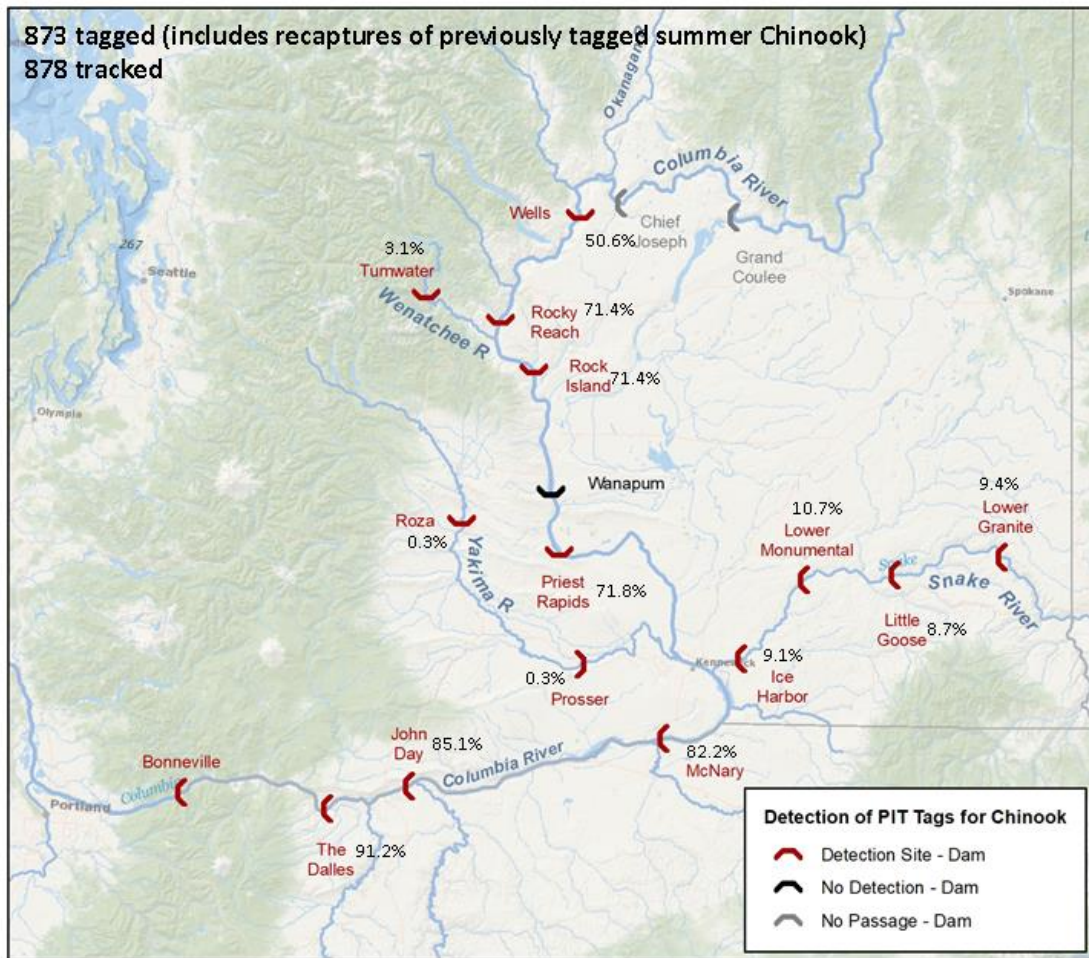 873 tagged (includes recaptures of previously tagged summer Chinook)
878 tracked
Okanagan R
Columbia River
Wells
Chief
Joseph
50.6%
Grand
Coulee
3.1%
Tumwater
267
Seattle
Wenatchee R
Rocky
Reach
71.4%
Spokane
Rock
Island
71.4%
Olympia
Wanapum
Roza
0.3%
Yakima R
Priest
Rapids
71.8%
10.7%
Lower
Monumental
9.4%
Lower
Granite
Snake
Snake River
Little
Goose
8.7%
9.1%
Ice
Harbor
0.3%
Prosser
John
Day
85.1%
Columbia River
82.2%
McNary
Bonneville
Columbia
Portland
The
Dalles
91.2%
Detection of PIT Tags for Chinook
Detection Site - Dam
No Detection - Dam
No Passage - Dam